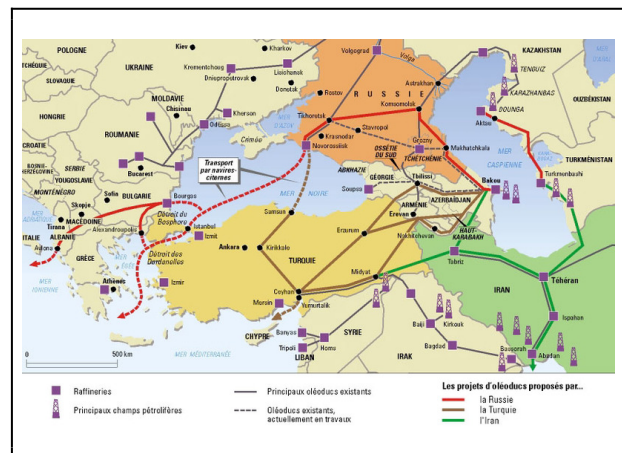 POLOGNE
Kiev
Kharkov
Volgograd
Volga
KAZAKHSTAN
TCHÉQUIE
UKRAINE
Krementchoug
Lisichansk
SLOVAQUIE
Dniepropetrovsk
Donetsk
Astrakhan
TENGUIZ
MOLDAVIE
Rostov
RUSSIE
KARAZHANBAS
HONGRIE
Chisinau
Kherson
Tikhoretsk
Komsomolsk
DOUNGA
OUZBÉKISTAN
Odessa
MER D'AZOV
Aktau
ROUMANIE
Krasnodar
Stavropol
CROATIE
Crimée
Novorossiisk
OSSÉTIE DU SUD
Grozny
Makhatchkala
BOSNIE-HERZÉGOVINE
SERBIE
Bucarest
TCHÉTCHÉNIE
MER CASPIENNE
YOUGOSLAVIE
Transport par navires-citernes
ABKHAZIE
TURKMÉNISTAN
MONTÉNÉGRO
Sofia
BULGARIE
Bourgas
MER NOIRE
GÉORGIE
Tbilissi
Bakou
Turkmenbashi
Skopje
Détroit du Bosphore
Soupsa
MACÉDOINE
Tirana
Alexandroupolis
Istanbul
Samsun
ARMÉNIE
AZERBAÏDJAN
ITALIE
ALBANIE
Izmit
Erevan
HAUT-KARABAKH
Ankara
Kirikkale
Erzurum
Nakhitchevan
GRÈCE
MER ÉGÉE
Détroit des Dardanelles
TURQUIE
Midyat
Tabriz
Téhéran
MER IONIENNE
Athènes
Izmir
Ceyhan
IRAN
Mersin
Yumurtalik
Ispahan
CHYPRE
Banyas
SYRIE
Baiji
Kirkouk
0
500 km
MER MÉDITERRANÉE
Tripoli
Homs
Bagdad
Bassorah
Abadan
LIBAN
IRAK
Raffineries
Principaux oléoducs existants
Les projets d'oléoducs proposés par...
la Russie
Principaux champs pétrolifères
Oléoducs existants,
actuellement en travaux
la Turquie
l'Iran